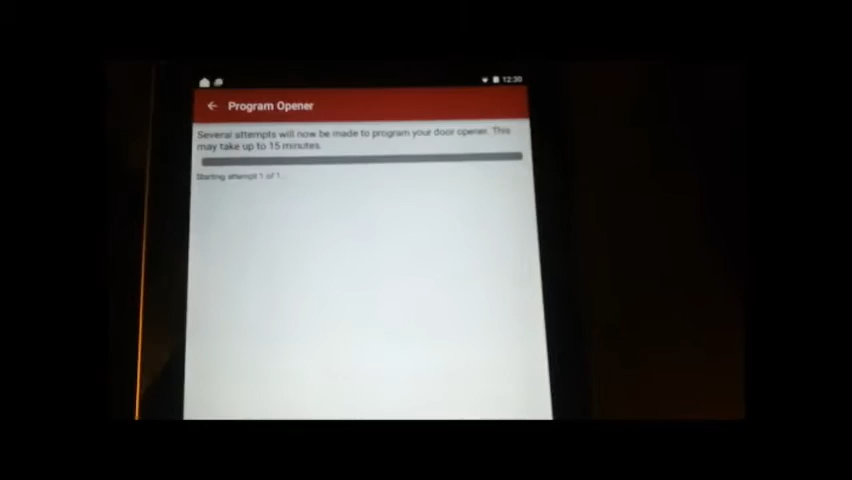 12:30
Program Opener
Several attempts will now be made to program your door opener. This
may take up to 15 minutes.
Starting attempt 1 of 1...